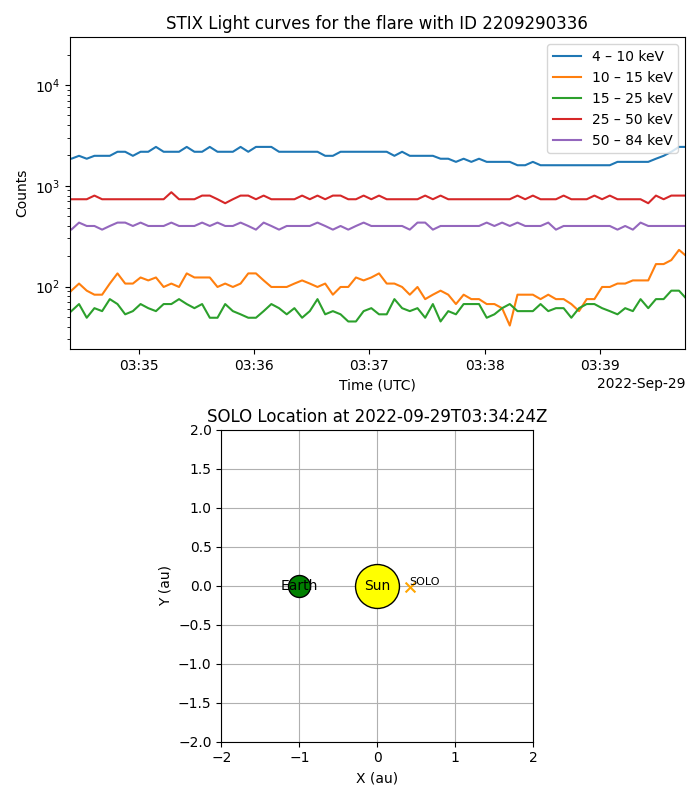 STIX Light curves for the flare with ID 2209290336
10⁴
10³
10²
Counts
4 – 10 keV
10 – 15 keV
15 – 25 keV
25 – 50 keV
50 – 84 keV
03:35 03:36 03:37 03:38 03:39
Time (UTC)
2022-Sep-29
SOLO Location at 2022-09-29T03:34:24Z
2.0
1.5
1.0
0.5
0.0
−0.5
−1.0
−1.5
−2.0
Y (au)
Earth
Sun
SOLO
−2 −1 0 1 2
X (au)